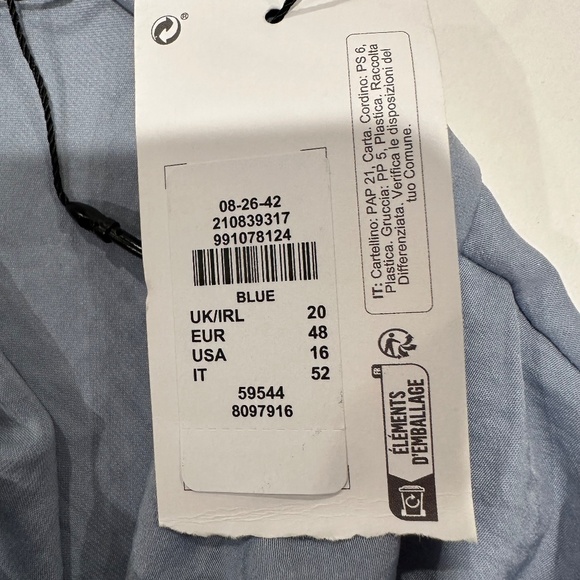 ®
08-26-42
210839317
991078124
BLUE
UK/IRL 20
EUR 48
USA 16
IT 52
59544
8097916
IT: Cartellino: PAP 21, Carta. Cordino: PS 6,
Plastica. Gruccia: PP 5, Plastica. Raccolta
Differenziata. Verifica le disposizioni del
tuo Comune.
FR
ÉLÉMENTS
D'EMBALLAGE